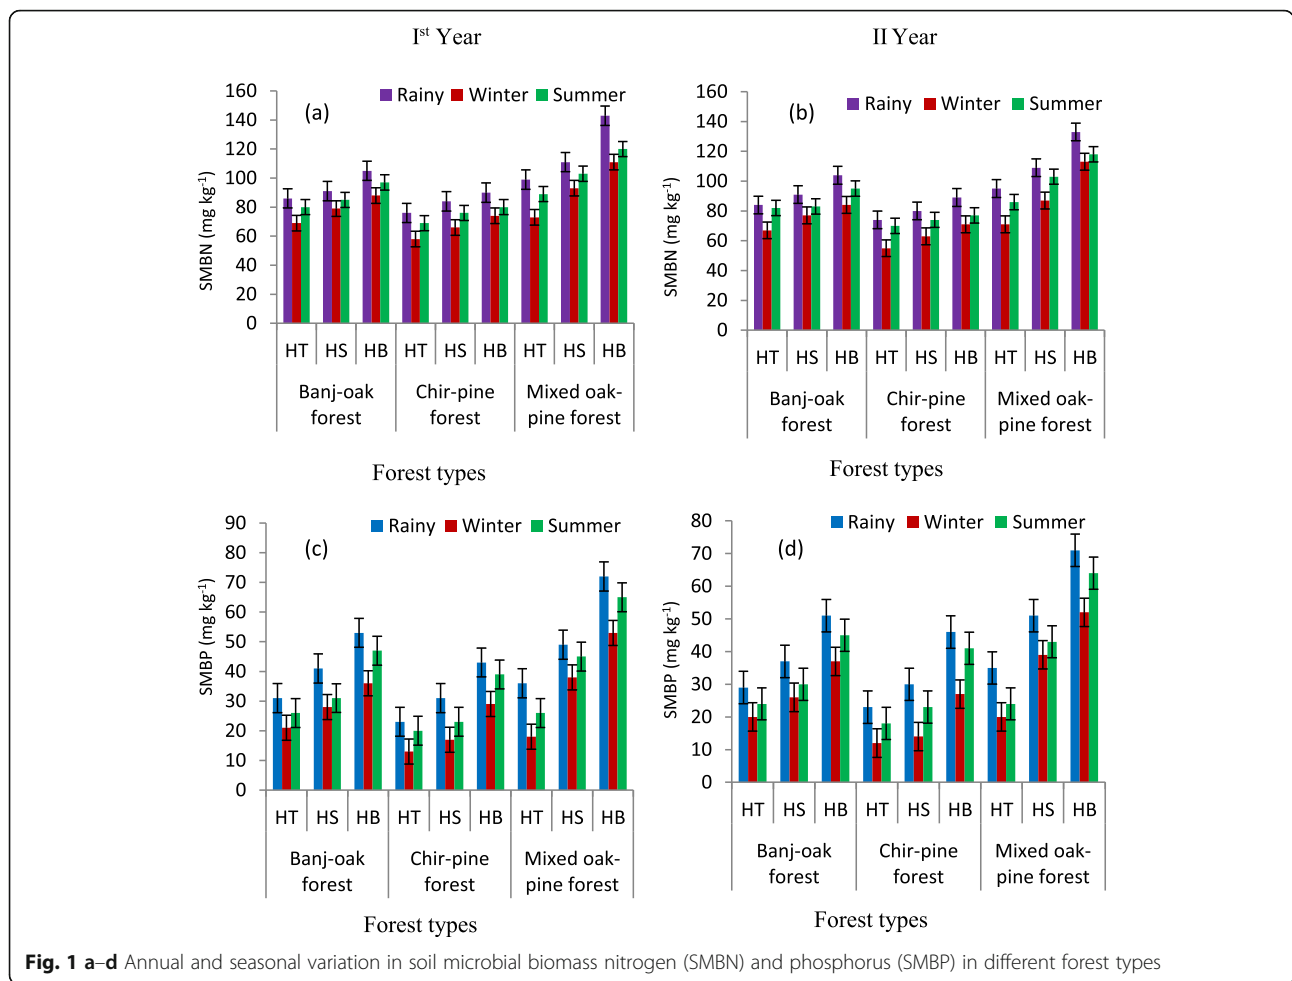 Ist Year
II Year
(a)
Rainy Winter Summer
SMBN (mg kg-1)
160
140
120
100
80
60
40
20
0
HT HS HB HT HS HB HT HS HB
Banj-oak forest
Chir-pine forest
Mixed oak-pine forest
Forest types
(b)
Rainy Winter Summer
SMBN (mg kg-1)
160
140
120
100
80
60
40
20
0
HT HS HB HT HS HB HT HS HB
Banj-oak forest
Chir-pine forest
Mixed oak-pine forest
Forest types
(c)
Rainy Winter Summer
SMBP (mg kg-1)
90
80
70
60
50
40
30
20
10
0
HT HS HB HT HS HB HT HS HB
Banj-oak forest
Chir-pine forest
Mixed oak-pine forest
Forest types
(d)
Rainy Winter Summer
SMBP (mg kg-1)
80
70
60
50
40
30
20
10
0
HT HS HB HT HS HB HT HS HB
Banj-oak forest
Chir-pine forest
Mixed oak-pine forest
Forest types
Fig. 1 a–d Annual and seasonal variation in soil microbial biomass nitrogen (SMBN) and phosphorus (SMBP) in different forest types